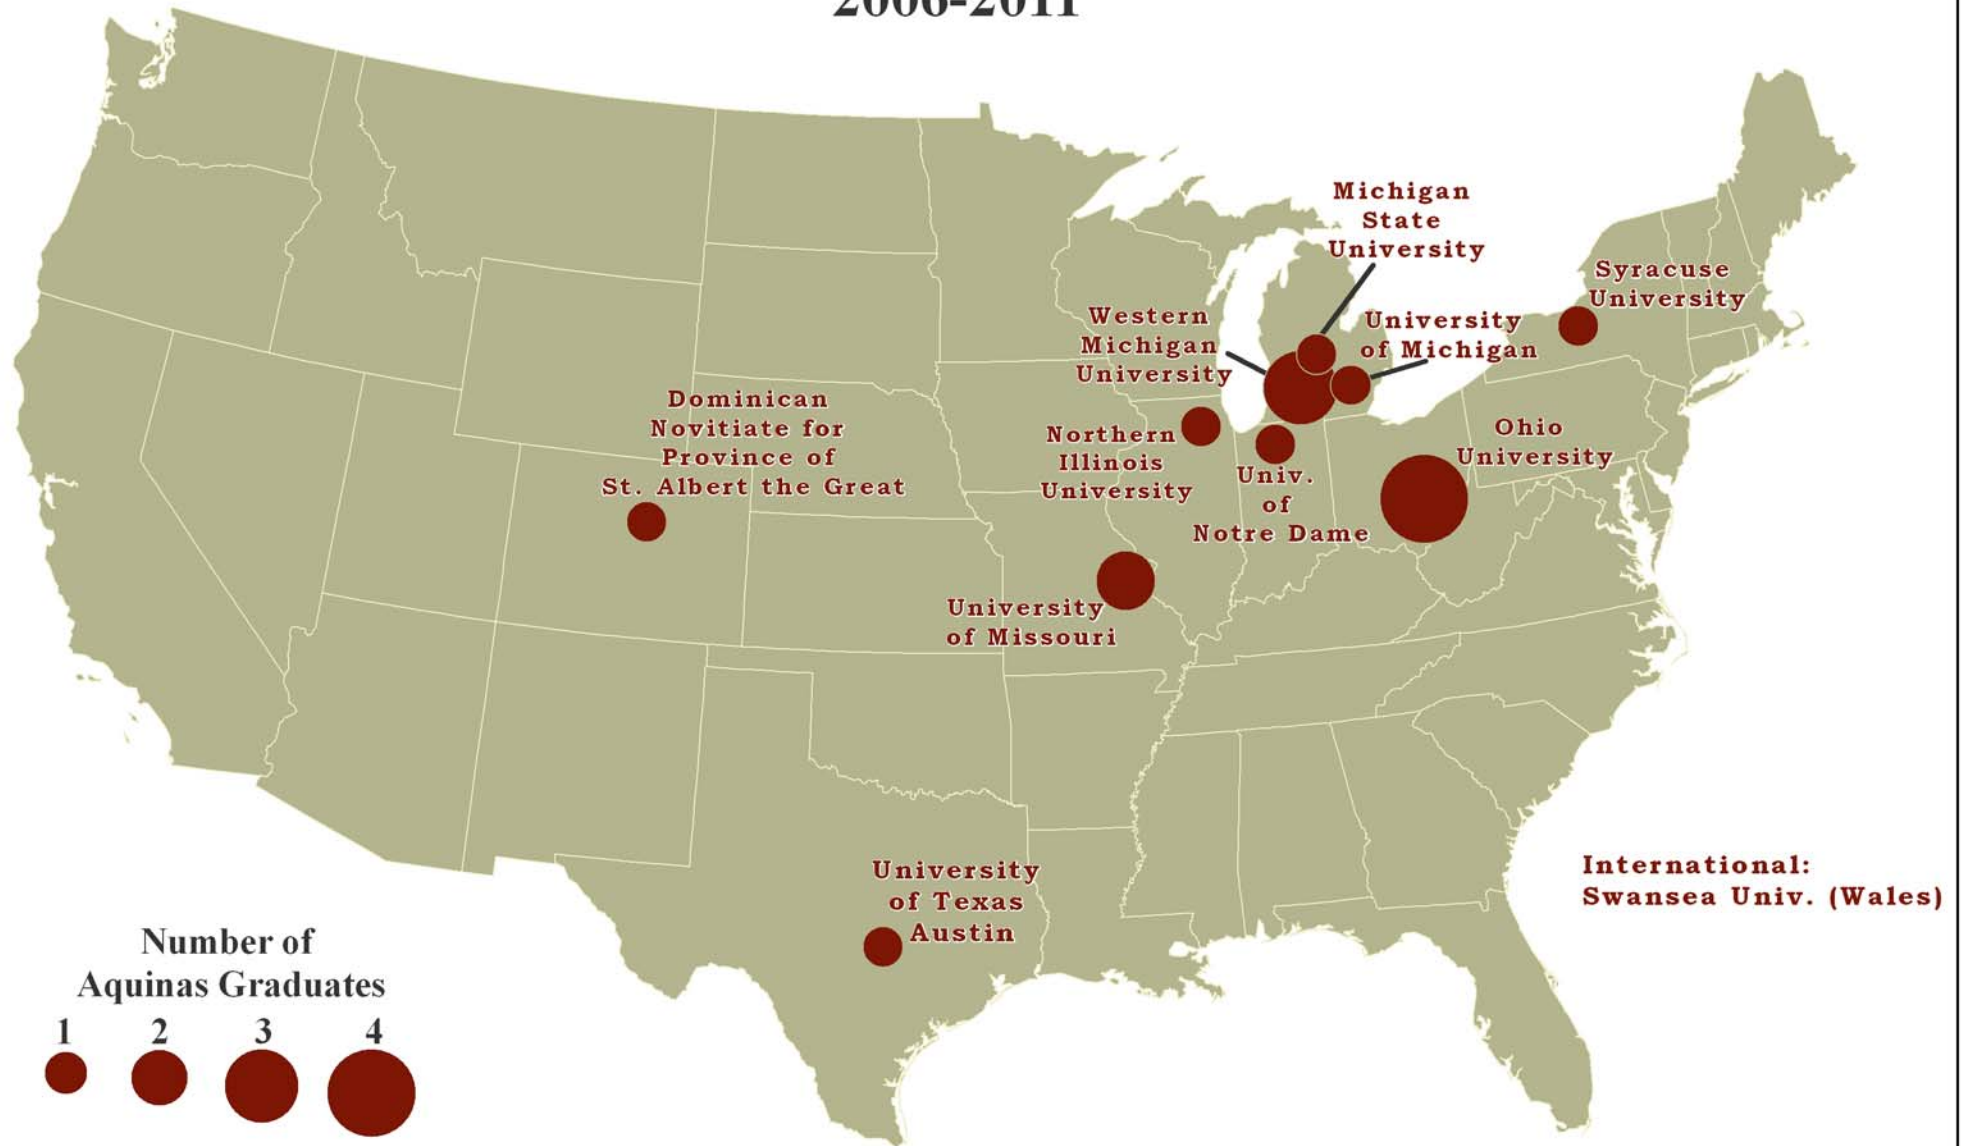 2006-2011
Michigan
State
University
Syracuse
University
Western
Michigan
University
University
of Michigan
Dominican
Novitiate for
Province of
St. Albert the Great
Northern
Illinois
University
Univ.
of
Notre Dame
Ohio
University
University
of Missouri
University
of Texas
Austin
International:
Swansea Univ. (Wales)
Number of
Aquinas Graduates
1 2 3 4